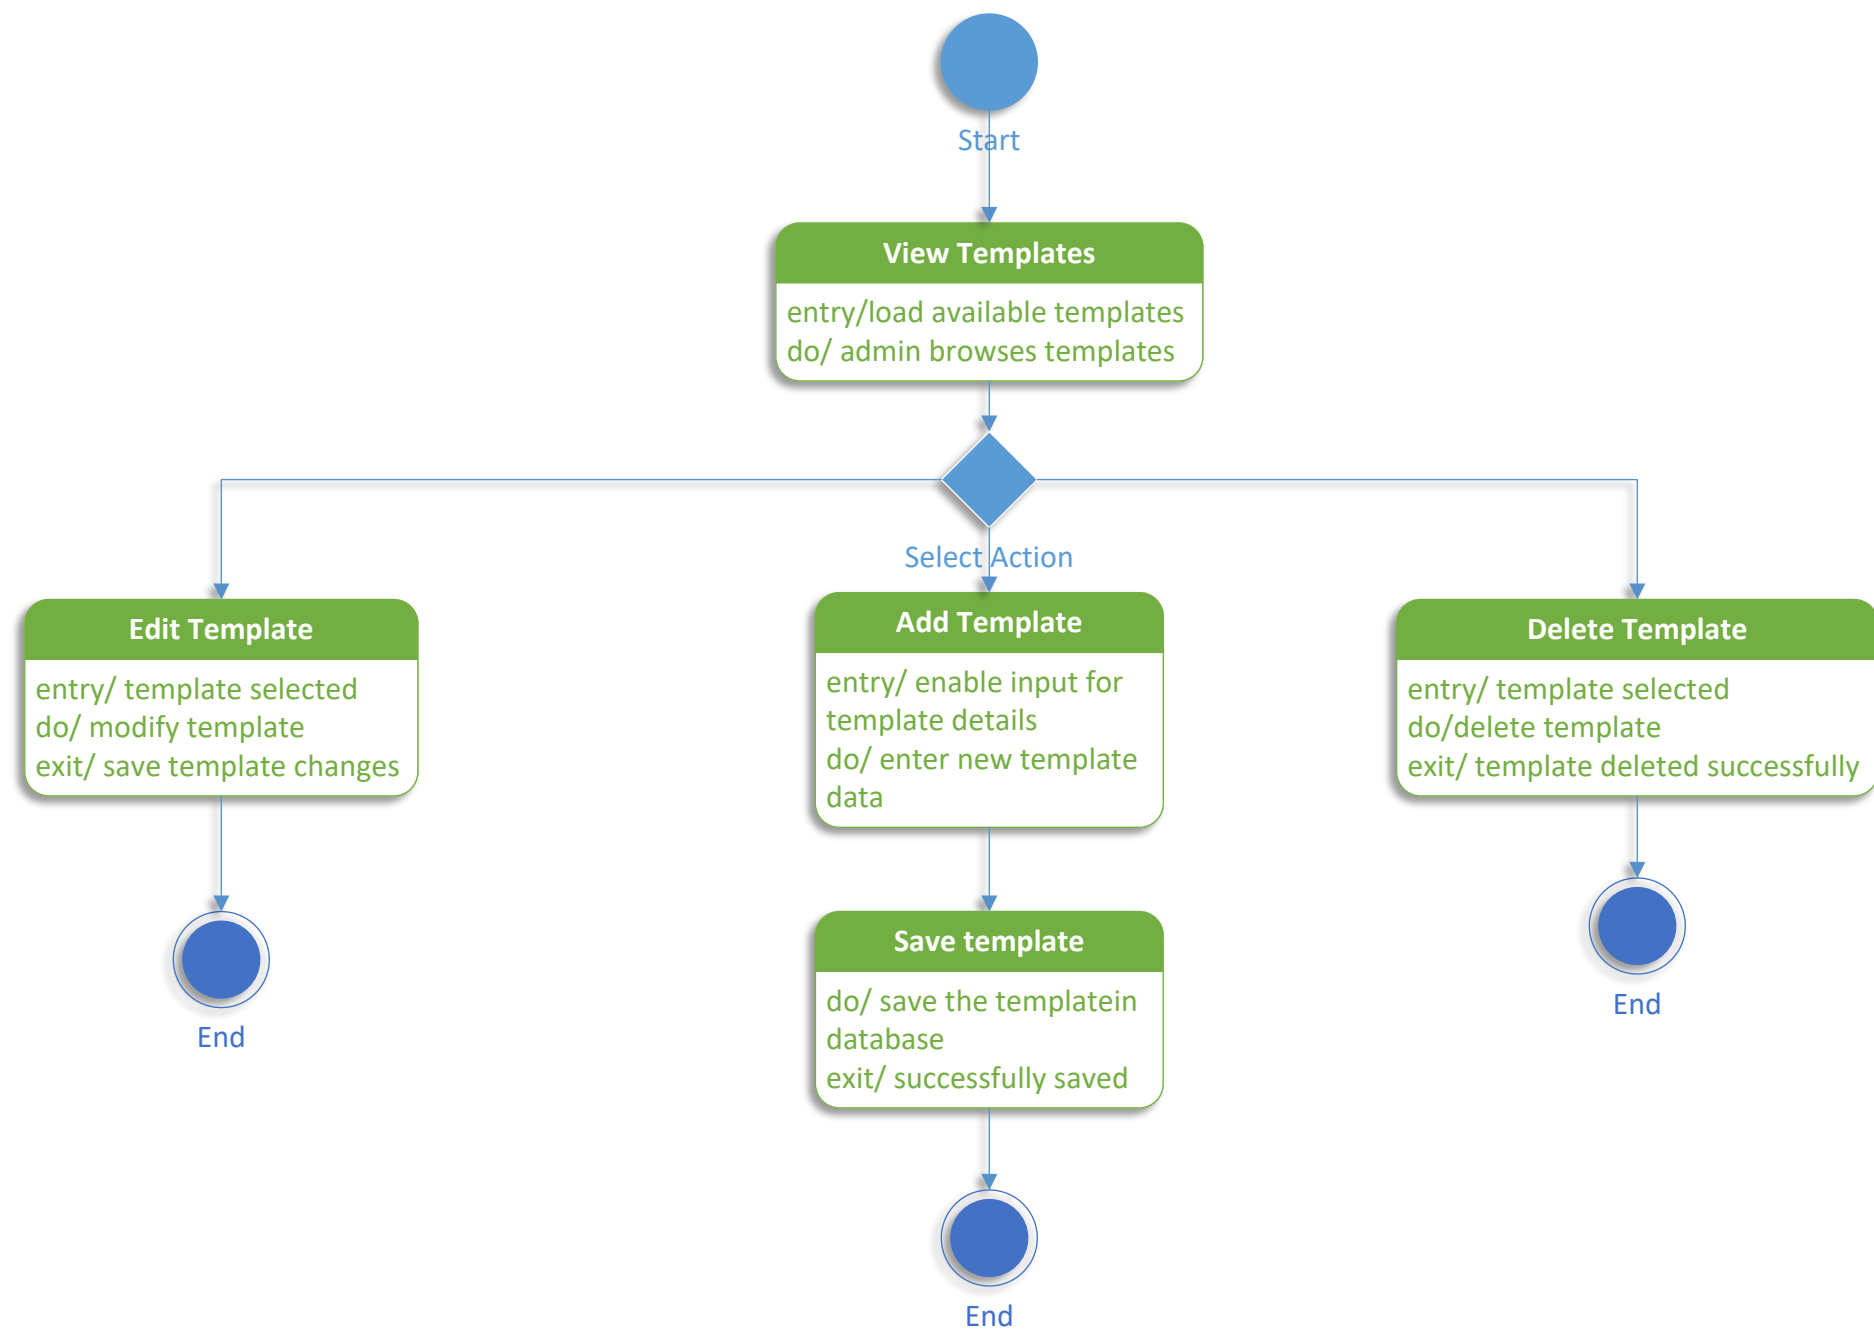 Start
View Templates
entry/load available templates
do/ admin browses templates
Select Action
Edit Template
entry/ template selected
do/ modify template
exit/ save template changes
End
Add Template
entry/ enable input for
template details
do/ enter new template
data
Save template
do/ save the templatein
database
exit/ successfully saved
End
Delete Template
entry/ template selected
do/delete template
exit/ template deleted successfully
End